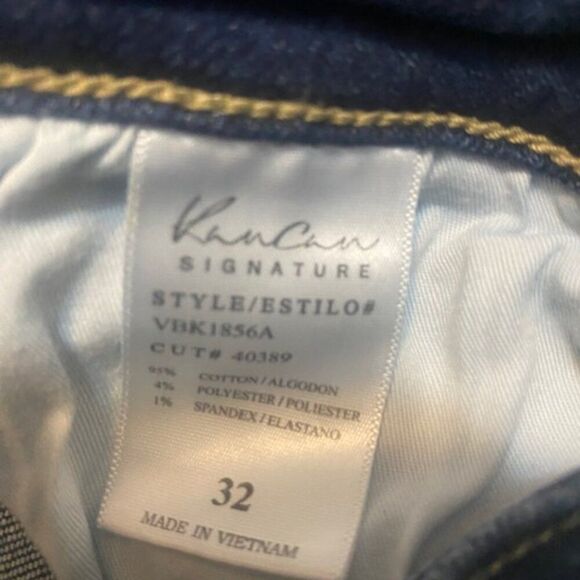 KanCan
SIGNATURE
STYLE/ESTILO#
VBK1856A
CUT# 40389
95% COTTON/ALGODON
4% POLYESTER/POLIESTER
1% SPANDEX/ELASTANO
32
MADE IN VIETNAM